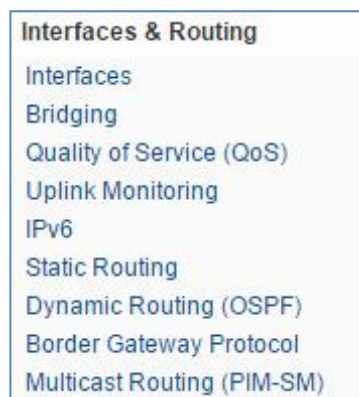 Interfaces & Routing
Interfaces
Bridging
Quality of Service (QoS)
Uplink Monitoring
IPv6
Static Routing
Dynamic Routing (OSPF)
Border Gateway Protocol
Multicast Routing (PIM-SM)